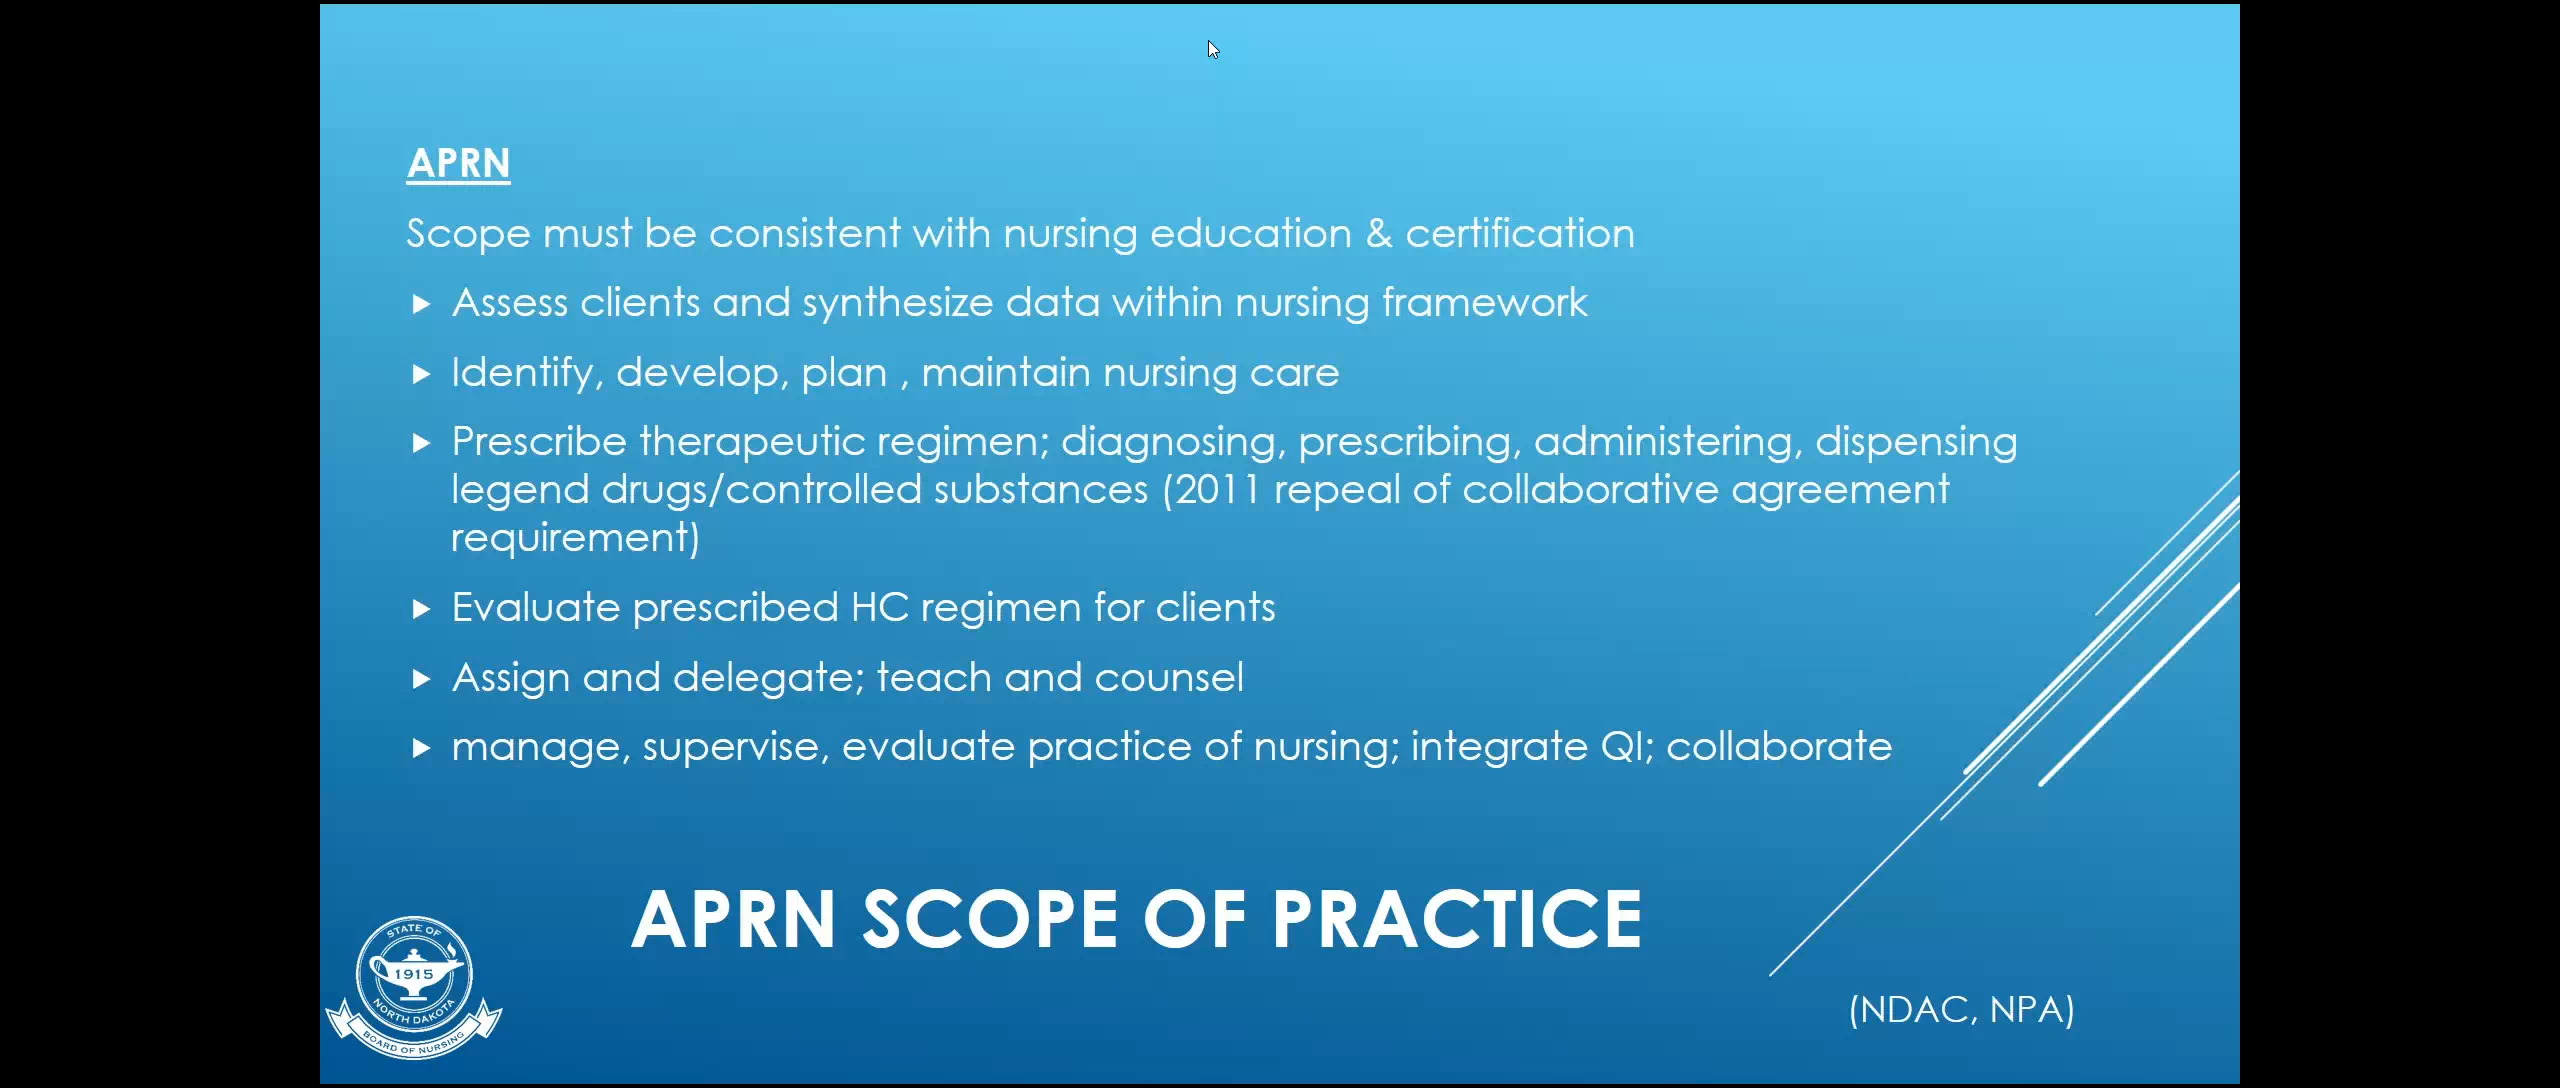 APRN
Scope must be consistent with nursing education & certification
Assess clients and synthesize data within nursing framework
Identify, develop, plan , maintain nursing care
Prescribe therapeutic regimen; diagnosing, prescribing, administering, dispensing
legend drugs/controlled substances (2011 repeal of collaborative agreement
requirement)
Evaluate prescribed HC regimen for clients
Assign and delegate; teach and counsel
manage, supervise, evaluate practice of nursing; integrate QI; collaborate
APRN SCOPE OF PRACTICE
STATE OF
1915
NORTH DAKOTA
BOARD OF NURSING
(NDAC, NPA)